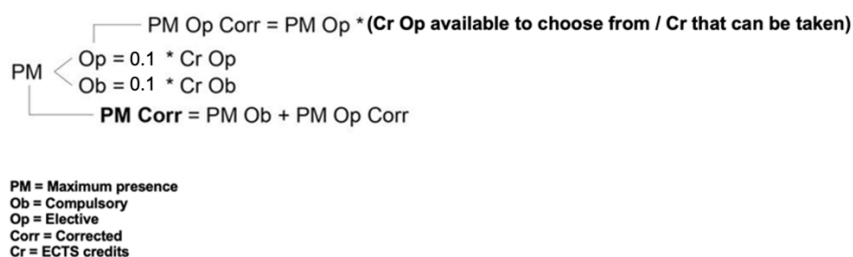 PM Op Corr = PM Op * (Cr Op available to choose from / Cr that can be taken)
Op = 0.1 * Cr Op
PM
Ob = 0.1 * Cr Ob
PM Corr = PM Ob + PM Op Corr
PM = Maximum presence
Ob = Compulsory
Op = Elective
Corr = Corrected
Cr = ECTS credits